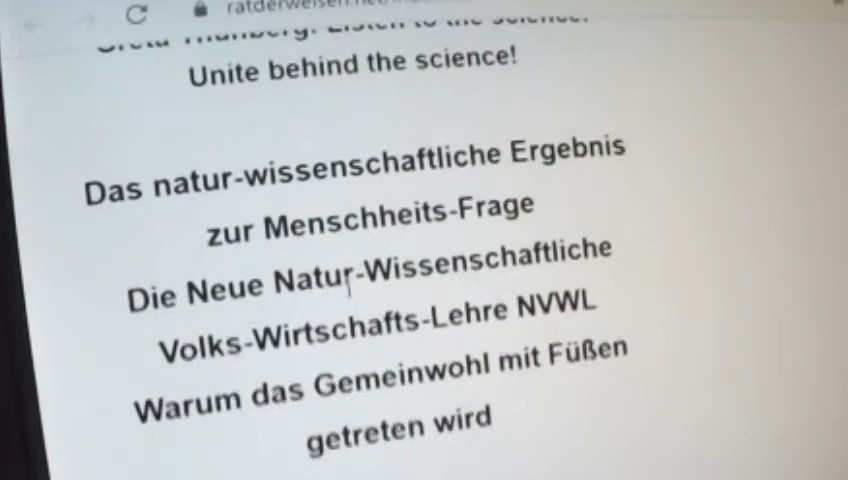 Unite behind the science!
Das natur-wissenschaftliche Ergebnis
zur Menschheits-Frage
Die Neue Natur-Wissenschaftliche
Volks-Wirtschafts-Lehre NVWL
Warum das Gemeinwohl mit Füßen
getreten wird